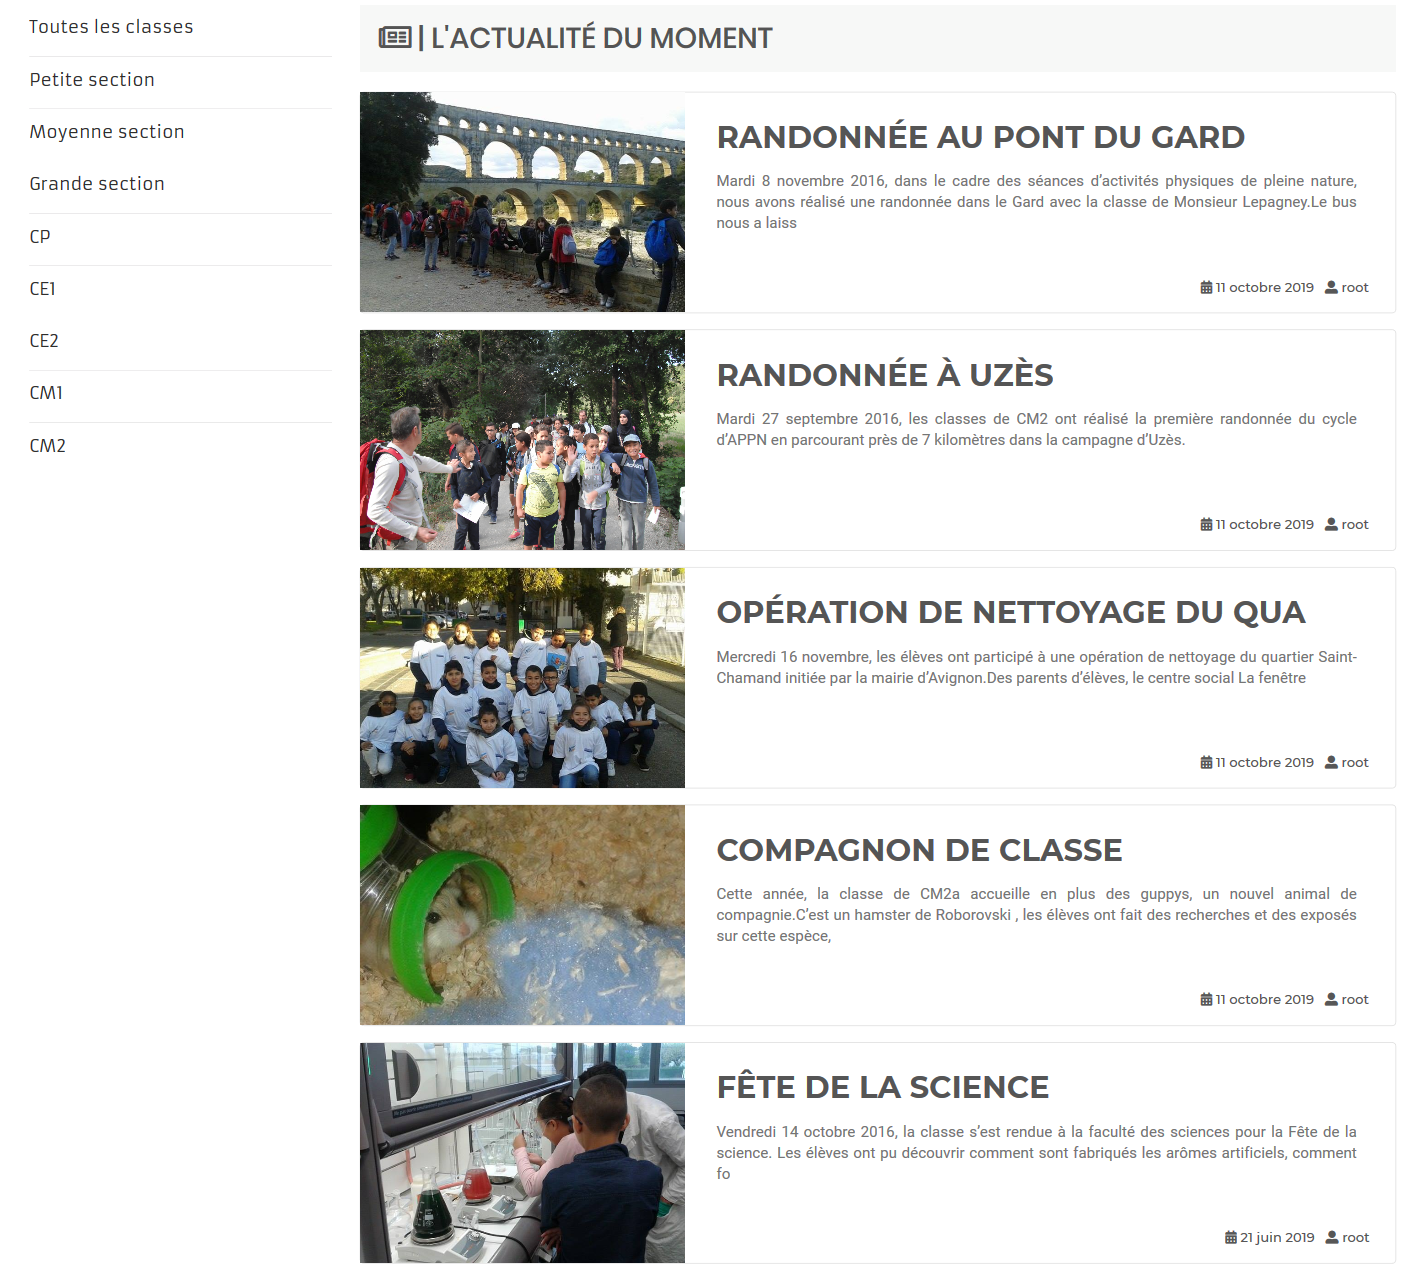 Toutes les classes
Petite section
Moyenne section
Grande section
CP
CE1
CE2
CM1
CM2
| L'ACTUALITÉ DU MOMENT
RANDONNÉE AU PONT DU GARD
Mardi 8 novembre 2016, dans le cadre des séances d’activités physiques de pleine nature,
nous avons réalisé une randonnée dans le Gard avec la classe de Monsieur Lepagney.Le bus
nous a laiss
11 octobre 2019 root
RANDONNÉE À UZÈS
Mardi 27 septembre 2016, les classes de CM2 ont réalisé la première randonnée du cycle
d’APPN en parcourant près de 7 kilomètres dans la campagne d’Uzès.
11 octobre 2019 root
OPÉRATION DE NETTOYAGE DU QUA
Mercredi 16 novembre, les élèves ont participé à une opération de nettoyage du quartier Saint-
Chamand initiée par la mairie d’Avignon.Des parents d’élèves, le centre social La fenêtre
11 octobre 2019 root
COMPAGNON DE CLASSE
Cette année, la classe de CM2a accueille en plus des guppys, un nouvel animal de
compagnie.C’est un hamster de Roborovski , les élèves ont fait des recherches et des exposés
sur cette espèce,
11 octobre 2019 root
FÊTE DE LA SCIENCE
Vendredi 14 octobre 2016, la classe s’est rendue à la faculté des sciences pour la Fête de la
science. Les élèves ont pu découvrir comment sont fabriqués les arômes artificiels, comment
fo
21 juin 2019 root